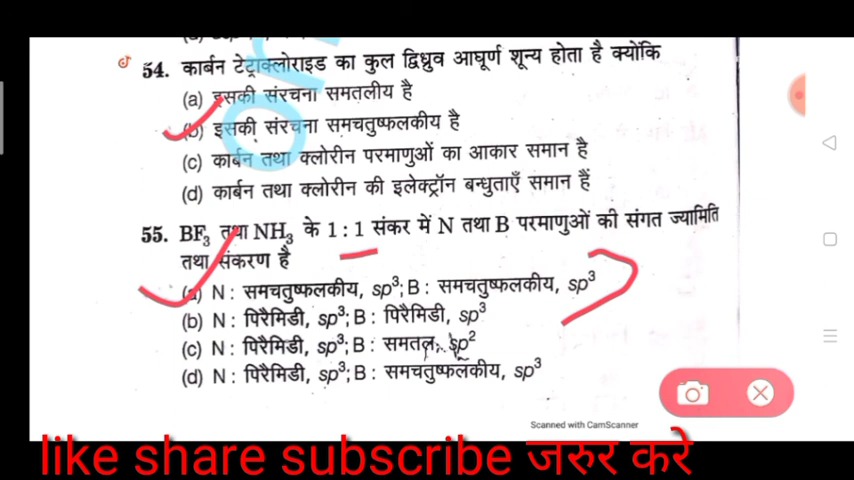 54. कार्बन टेट्राक्लोराइड का कुल द्विध्रुव आघूर्ण शून्य होता है क्योंकि
(a) इसकी संरचना समतलीय है
(b) इसकी संरचना समचतुष्फलकीय है
(c) कार्बन तथा क्लोरीन परमाणुओं का आकार समान है
(d) कार्बन तथा क्लोरीन की इलेक्ट्रॉन बन्धुताएँ समान हैं
55. BF₃ तथा NH₃ के 1 : 1 संकर में N तथा B परमाणुओं की संगत ज्यामिति
तथा संकरण है
(a) N : समचतुष्फलकीय, sp³; B : समचतुष्फलकीय, sp³
(b) N : पिरैमिडी, sp³; B : पिरैमिडी, sp³
(c) N : पिरैमिडी, sp³; B : समतल, sp²
(d) N : पिरैमिडी, sp³; B : समचतुष्फलकीय, sp³
Scanned with CamScanner
like share subscribe जरुर करे